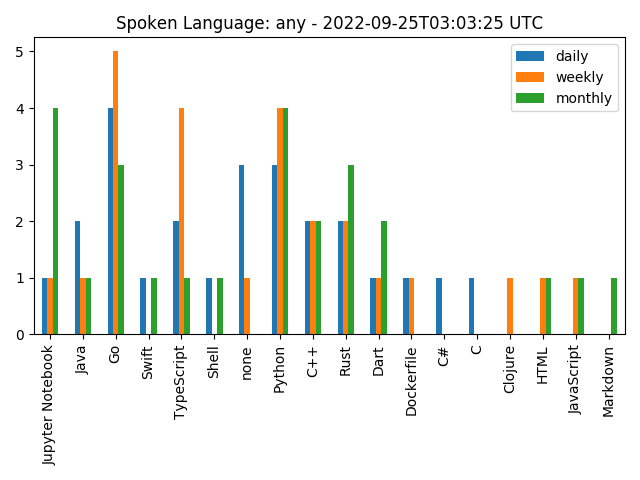 Spoken Language: any - 2022-09-25T03:03:25 UTC
daily
weekly
monthly
5
4
3
2
1
0
Jupyter Notebook
Java
Go
Swift
TypeScript
Shell
none
Python
C++
Rust
Dart
Dockerfile
C#
C
Clojure
HTML
JavaScript
Markdown